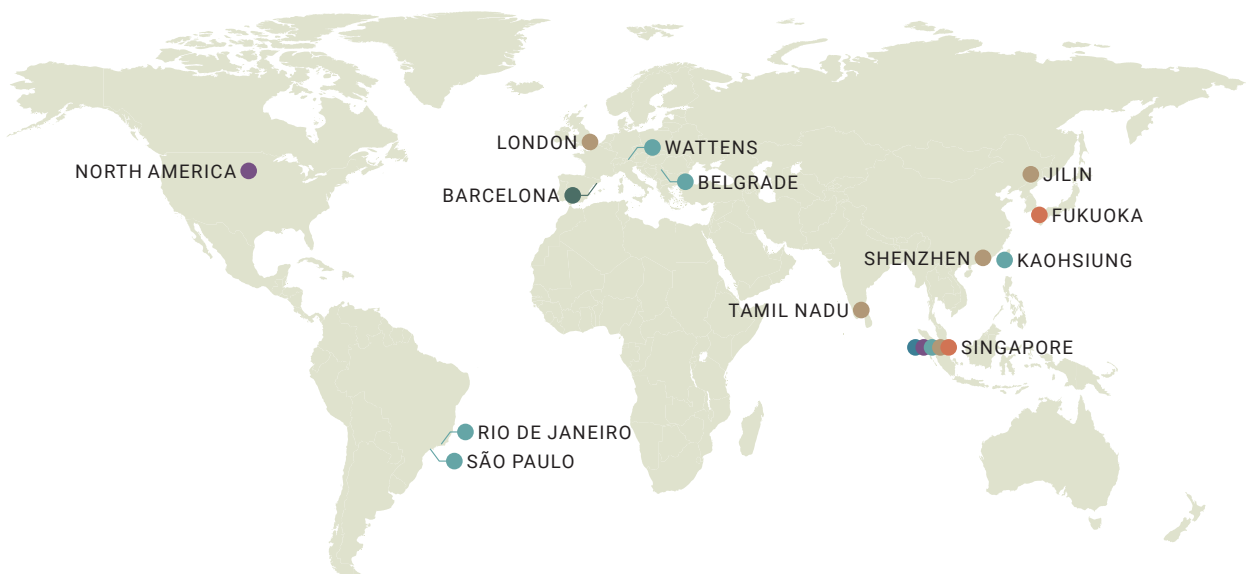 LONDON
WATTENS
NORTH AMERICA
BELGRADE
JILIN
BARCELONA
FUKUOKA
SHENZHEN
KAOHSIUNG
TAMIL NADU
SINGAPORE
RIO DE JANEIRO
SÃO PAULO